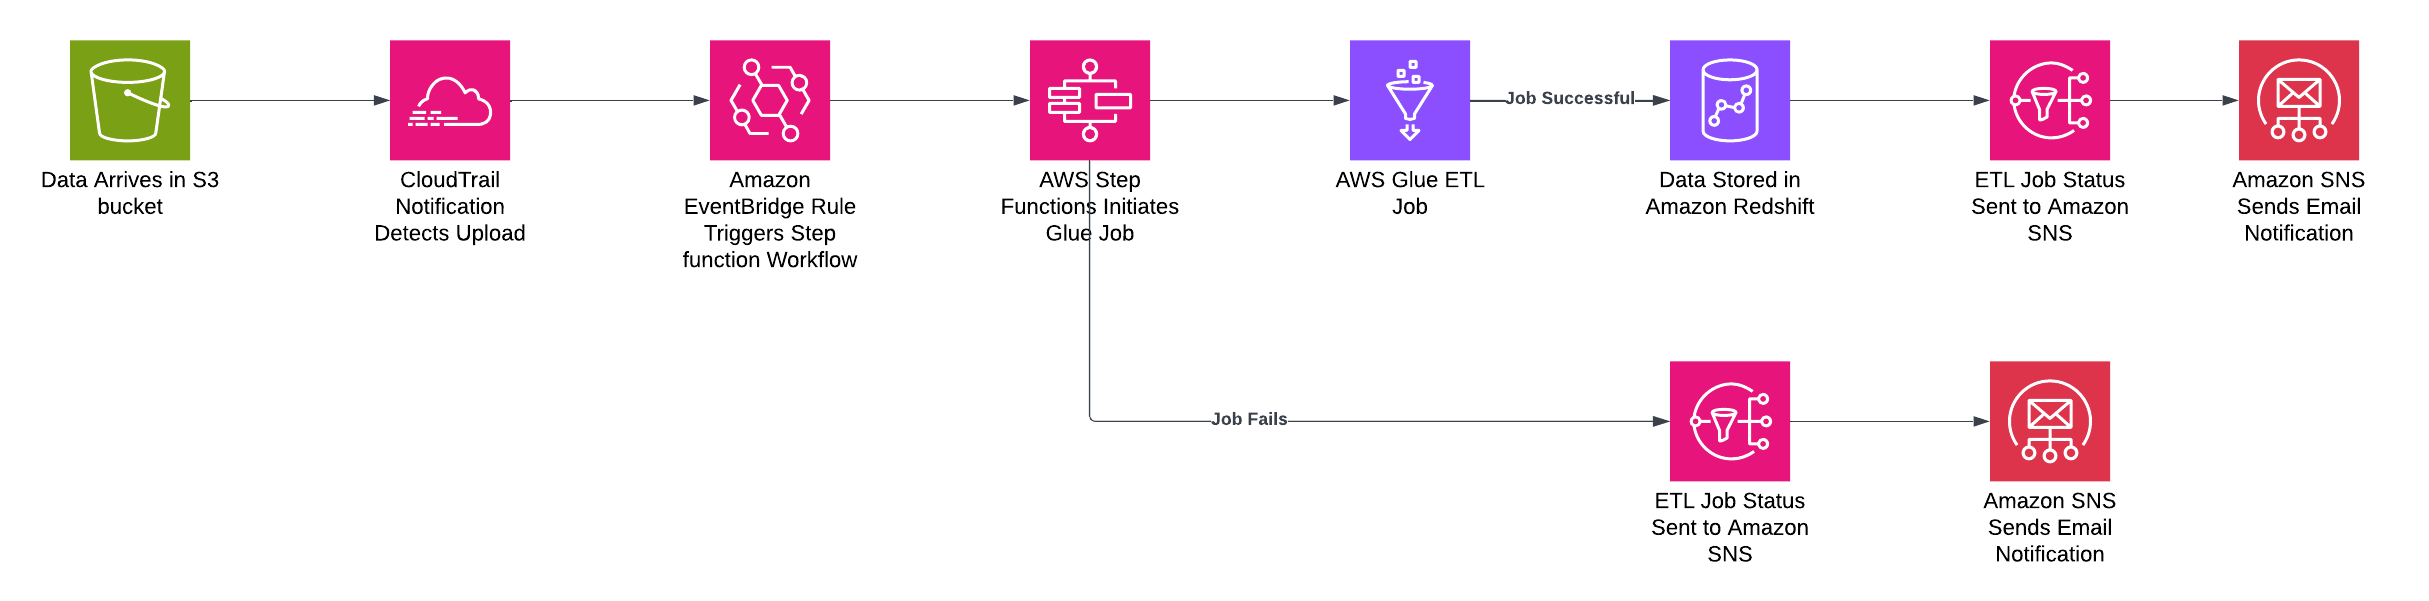 Data Arrives in S3
bucket
CloudTrail
Notification
Detects Upload
Amazon
EventBridge Rule
Triggers Step
function Workflow
AWS Step
Functions Initiates
Glue Job
AWS Glue ETL
Job
Job Successful
Data Stored in
Amazon Redshift
ETL Job Status
Sent to Amazon
SNS
Amazon SNS
Sends Email
Notification
Job Fails
ETL Job Status
Sent to Amazon
SNS
Amazon SNS
Sends Email
Notification